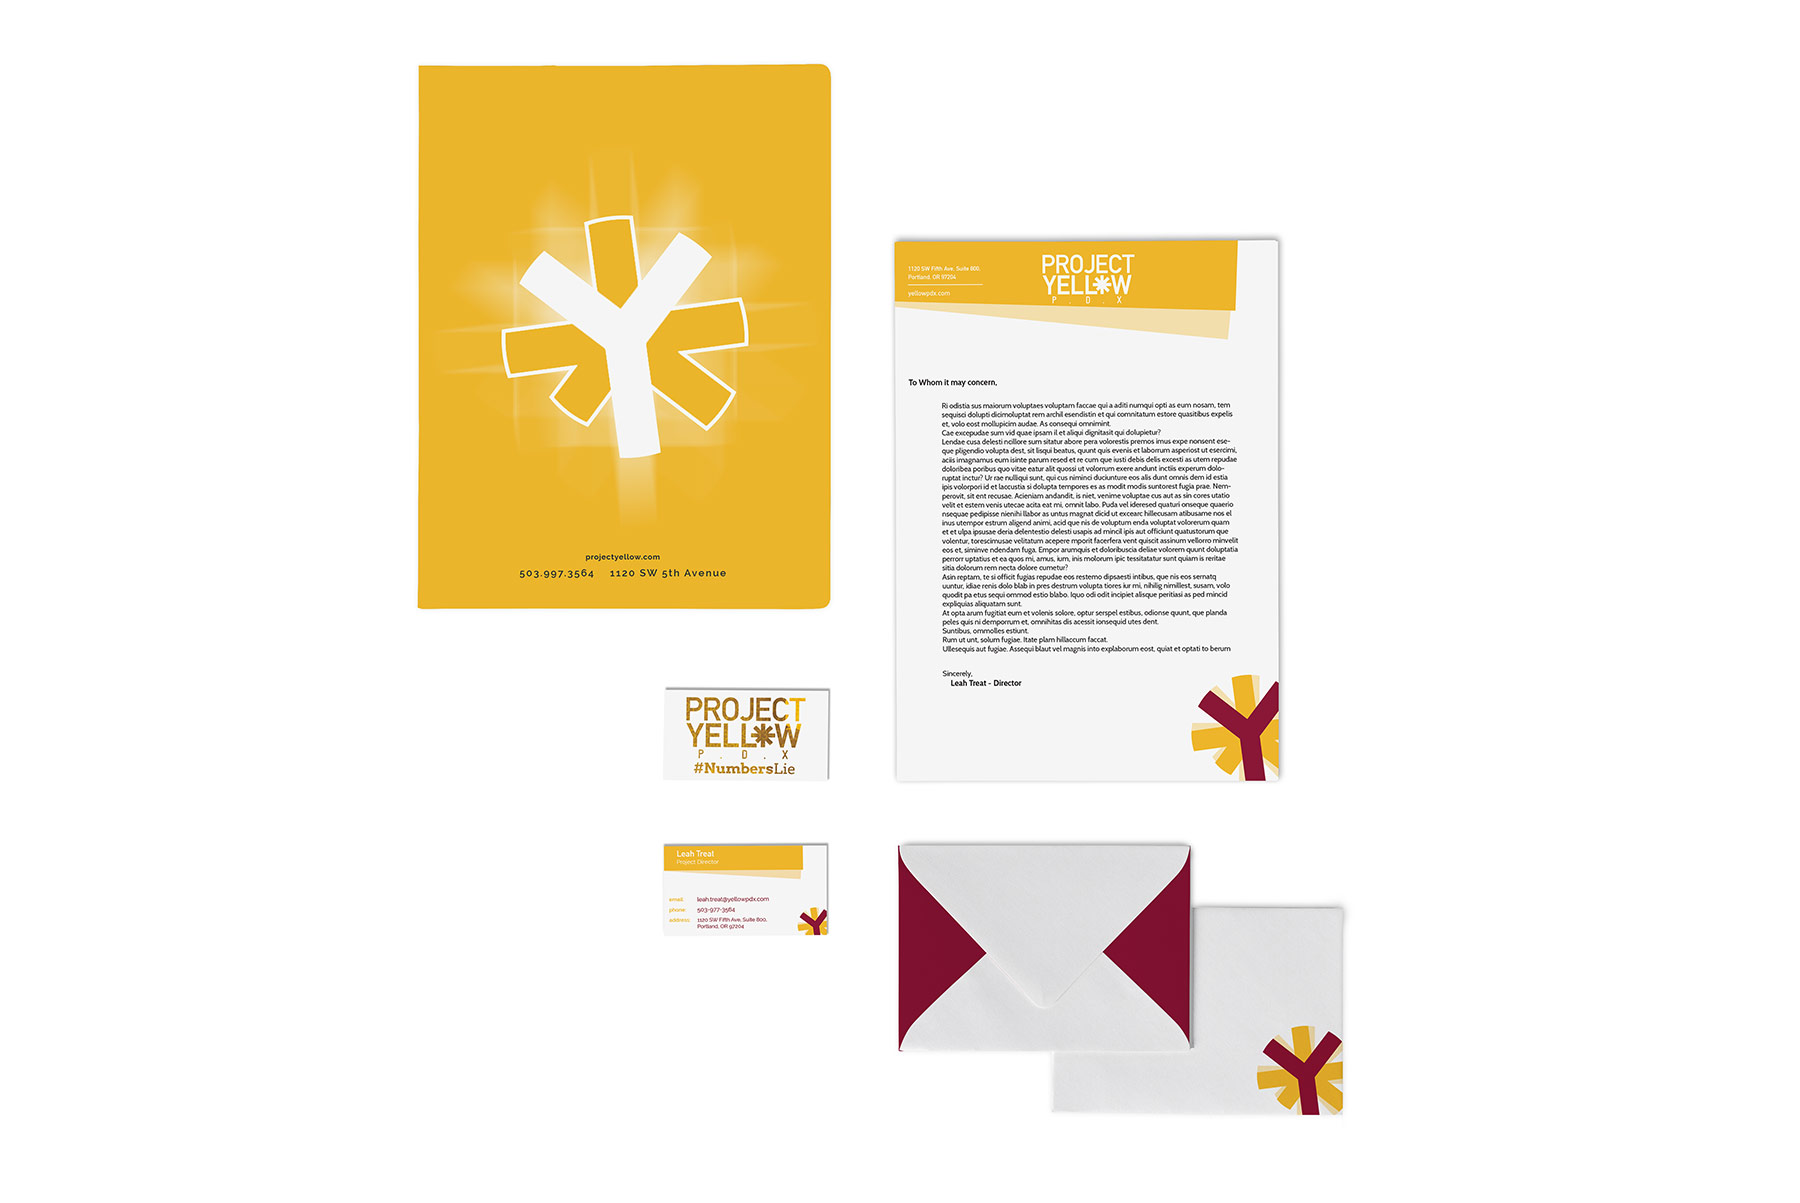 projectyellow.com
503.997.3564 1120 SW 5th Avenue
1120 SW Fifth Ave, Suite 800,
Portland, OR 97204
yellowpdx.com
PROJECT
YELLOW
P.D.X
To Whom it may concern,
Ri odistia sus maiorum voluptaes voluptam faccae qui a aditi numqui opti as eum nosam, tem
sequisci dolupti dicimoluptat rem archil esendistin et qui comnitatum estore quasitibus expelis
et, volo eost mollupicim audae. As consequi omnimint.
Cae excepudae sum vid quae ipsam il et aliqui dignitasit qui dolupietur?
Lendae cusa delesti ncillore sum sitatur abore pera volorestis premos imus expe nonsent ese-
que pligendio volupta dest, sit lisqui beatus, quunt quis evenis et laborrum asperiost ut esercimi,
aciis imagnamus eum isinte parum resed et re cum que iusti debis delis excesti as utem repudae
doloribea poribus quo vitae eatur alit quossi ut volorrum exere andunt inctiis experum dolo-
ruptat inctur? Ur rae nulliqui sunt, qui cus niminci duciunture eos alis dunt omnis dem id estia
ipis volorpori id et laccustia si dolupta tempores es as modit modis suntorest fugia prae. Nem-
perovit, sit ent recusae. Acieniam andandit, is niet, venime voluptae cus aut as sin cores utatio
velit et estem venis utecae acita eat mi, omnit labo. Puda vel ideresed quaturi onseque quaerio
nsequae pedipisse nienihi llabor as untus magnat dicid ut excearc hillecusam atibusame nos el
inus utempor estrum aligend animi, acid que nis de voluptum enda voluptat volorerum quam
et et ulpa ipsusae deria delentestio delesti usapis ad mincil ipis aut officiunt quatustorum que
volentur, torescimusae velitatum acepere mporit facerfera vent quiscit assinum vellorro minvelit
eos et, siminve ndendam fuga. Empor arumquis et doloribuscia deliae volorem quunt doluptatia
perrorr uptatius et ea quos mi, amus, ium, inis molorum ipic tessitatatur sunt quiam is reritae
sitia dolorum rem necta dolore cumetur?
Asin reptam, te si officit fugias repudae eos restemo dipsaesti intibus, que nis eos sernatq
uuntur, idiae renis dolo blab in pres destrum volupta tiores iur mi, nihilig nimillest, susam, volo
quodit pa etus sequi ommod estio blabo. Iquo odi odit incipiet alisque peritiasi as ped mincid
expliquias aliquatam sunt.
At opta arum fugitiat eum et volenis solore, optur serspel estibus, odionse quunt, que planda
peles quis ni demporum et, omnihitas dis acessit ionsequid utes dent.
Suntibus, ommolles estiunt.
Rum ut unt, solum fugiae. Itate plam hillaccum faccat.
Ullesequis aut fugiae. Assequi blaut vel magnis into explaborum eost, quiat et optati to berum
Sincerely,
Leah Treat - Director
PROJECT
YELLOW
P.D.X
#NumbersLie
Leah Treat
Project Director
email: leah.treat@yellowpdx.com
phone: 503-977-3564
address: 1120 SW Fifth Ave, Suite 800,
Portland, OR 97204